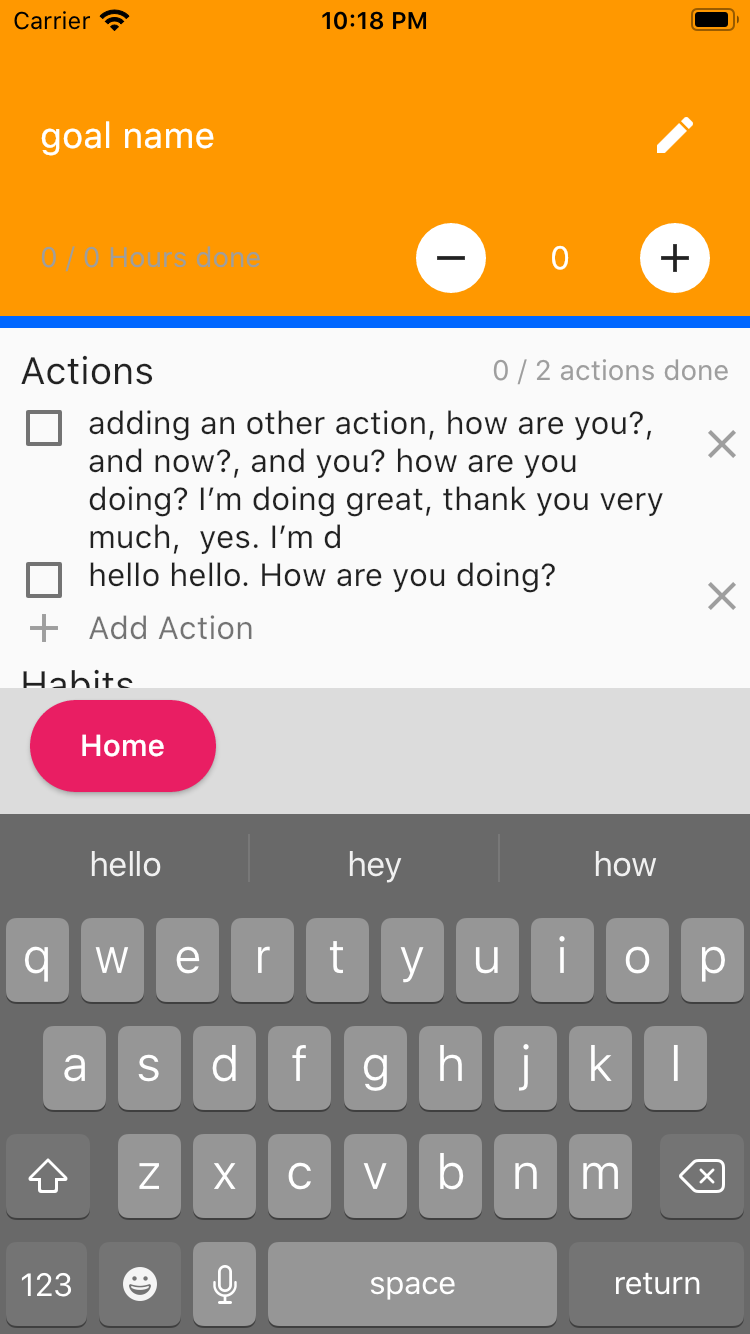 Carrier 10:18 PM
goal name
0 / 0 Hours done 0
Actions 0 / 2 actions done
adding an other action, how are you?,
and now?, and you? how are you
doing? I’m doing great, thank you very
much,  yes. I’m d
hello hello. How are you doing?
Add Action
Habits
Home
hello hey how
q w e r t y u i o p
a s d f g h j k l
z x c v b n m
123 space return